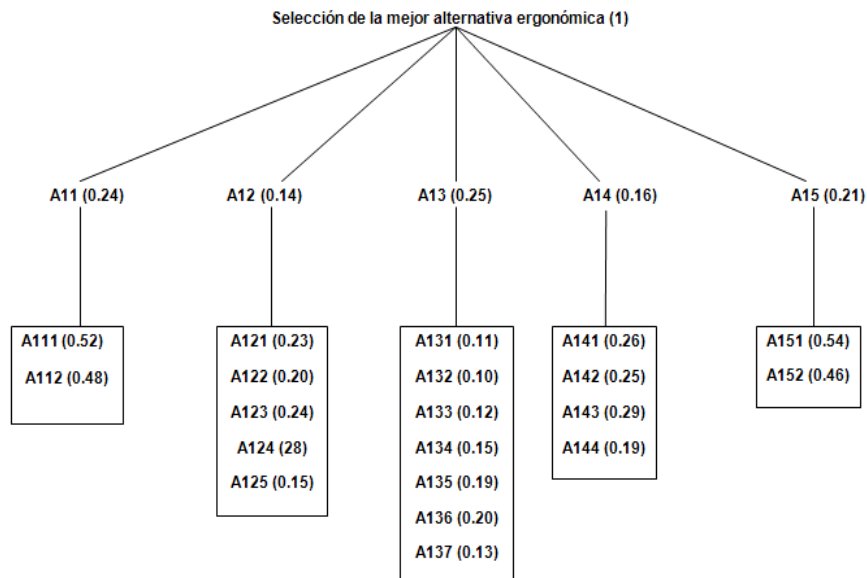 Selección de la mejor alternativa ergonómica (1)
A11 (0.24)
A12 (0.14)
A13 (0.25)
A14 (0.16)
A15 (0.21)
A111 (0.52)
A112 (0.48)
A121 (0.23)
A122 (0.20)
A123 (0.24)
A124 (28)
A125 (0.15)
A131 (0.11)
A132 (0.10)
A133 (0.12)
A134 (0.15)
A135 (0.19)
A136 (0.20)
A137 (0.13)
A141 (0.26)
A142 (0.25)
A143 (0.29)
A144 (0.19)
A151 (0.54)
A152 (0.46)